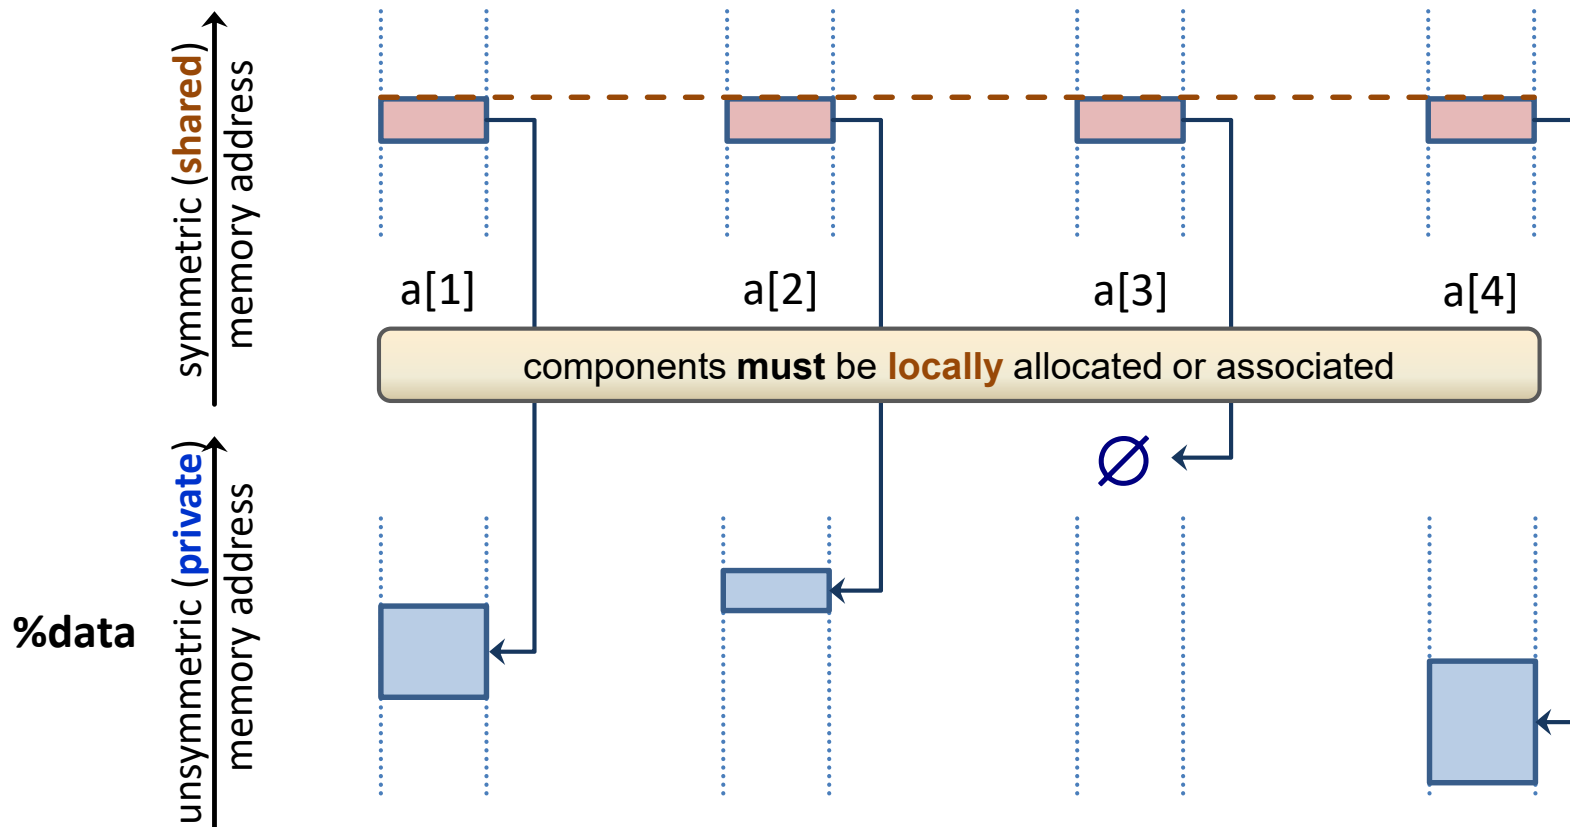 symmetric (shared)
memory address
a[1]
a[2]
a[3]
a[4]
components must be locally allocated or associated
∅
%data
unsymmetric (private)
memory address